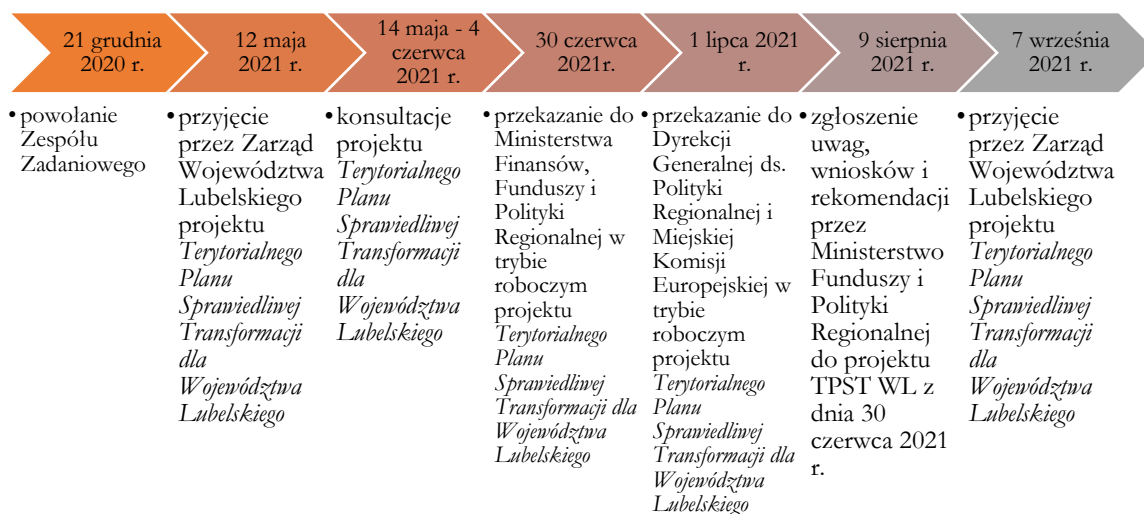 21 grudnia
2020 r.
12 maja
2021 r.
14 maja - 4
czerwca
2021 r.
30 czerwca
2021r.
1 lipca 2021
r.
9 sierpnia
2021 r.
7 września
2021 r.
• powołanie
Zespółu
Zadaniowego
• przyjęcie
przez Zarząd
Województwa
Lubelskiego
projektu
Terytorialnego
Planu
Sprawiedliwej
Transformacji
dla
Województwa
Lubelskiego
• konsultacje
projektu
Terytorialnego
Planu
Sprawiedliwej
Transformacji
dla
Województwa
Lubelskiego
• przekazanie do
Ministerstwa
Finansów,
Funduszy i
Polityki
Regionalnej w
trybie
roboczym
projektu
Terytorialnego
Planu
Sprawiedliwej
Transformacji dla
Województwa
Lubelskiego
• przekazanie do
Dyrekcji
Generalnej ds.
Polityki
Regionalnej i
Miejskiej
Komisji
Europejskiej w
trybie
roboczym
projektu
Terytorialnego
Planu
Sprawiedliwej
Transformacji dla
Województwa
Lubelskiego
• zgłoszenie
uwag,
wniosków i
rekomendacji
przez
Ministerstwo
Funduszy i
Polityki
Regionalnej
do projektu
TPST WL z
dnia 30
czerwca 2021
r.
• przyjęcie
przez Zarząd
Województwa
Lubelskiego
projektu
Terytorialnego
Planu
Sprawiedliwej
Transformacji
dla
Województwa
Lubelskiego